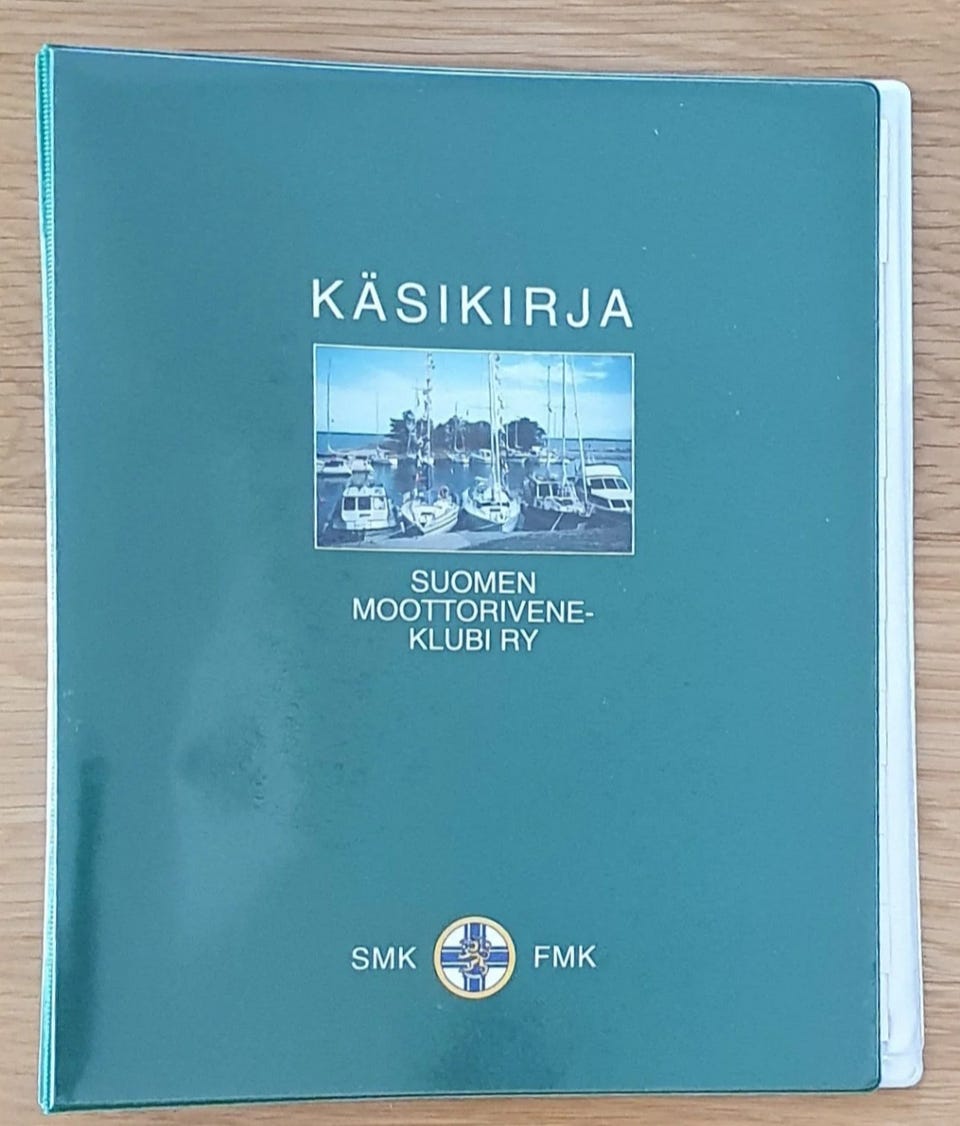 KÄSIKIRJA
SUOMEN
MOOTTORIVENE-
KLUBI RY
SMK FMK